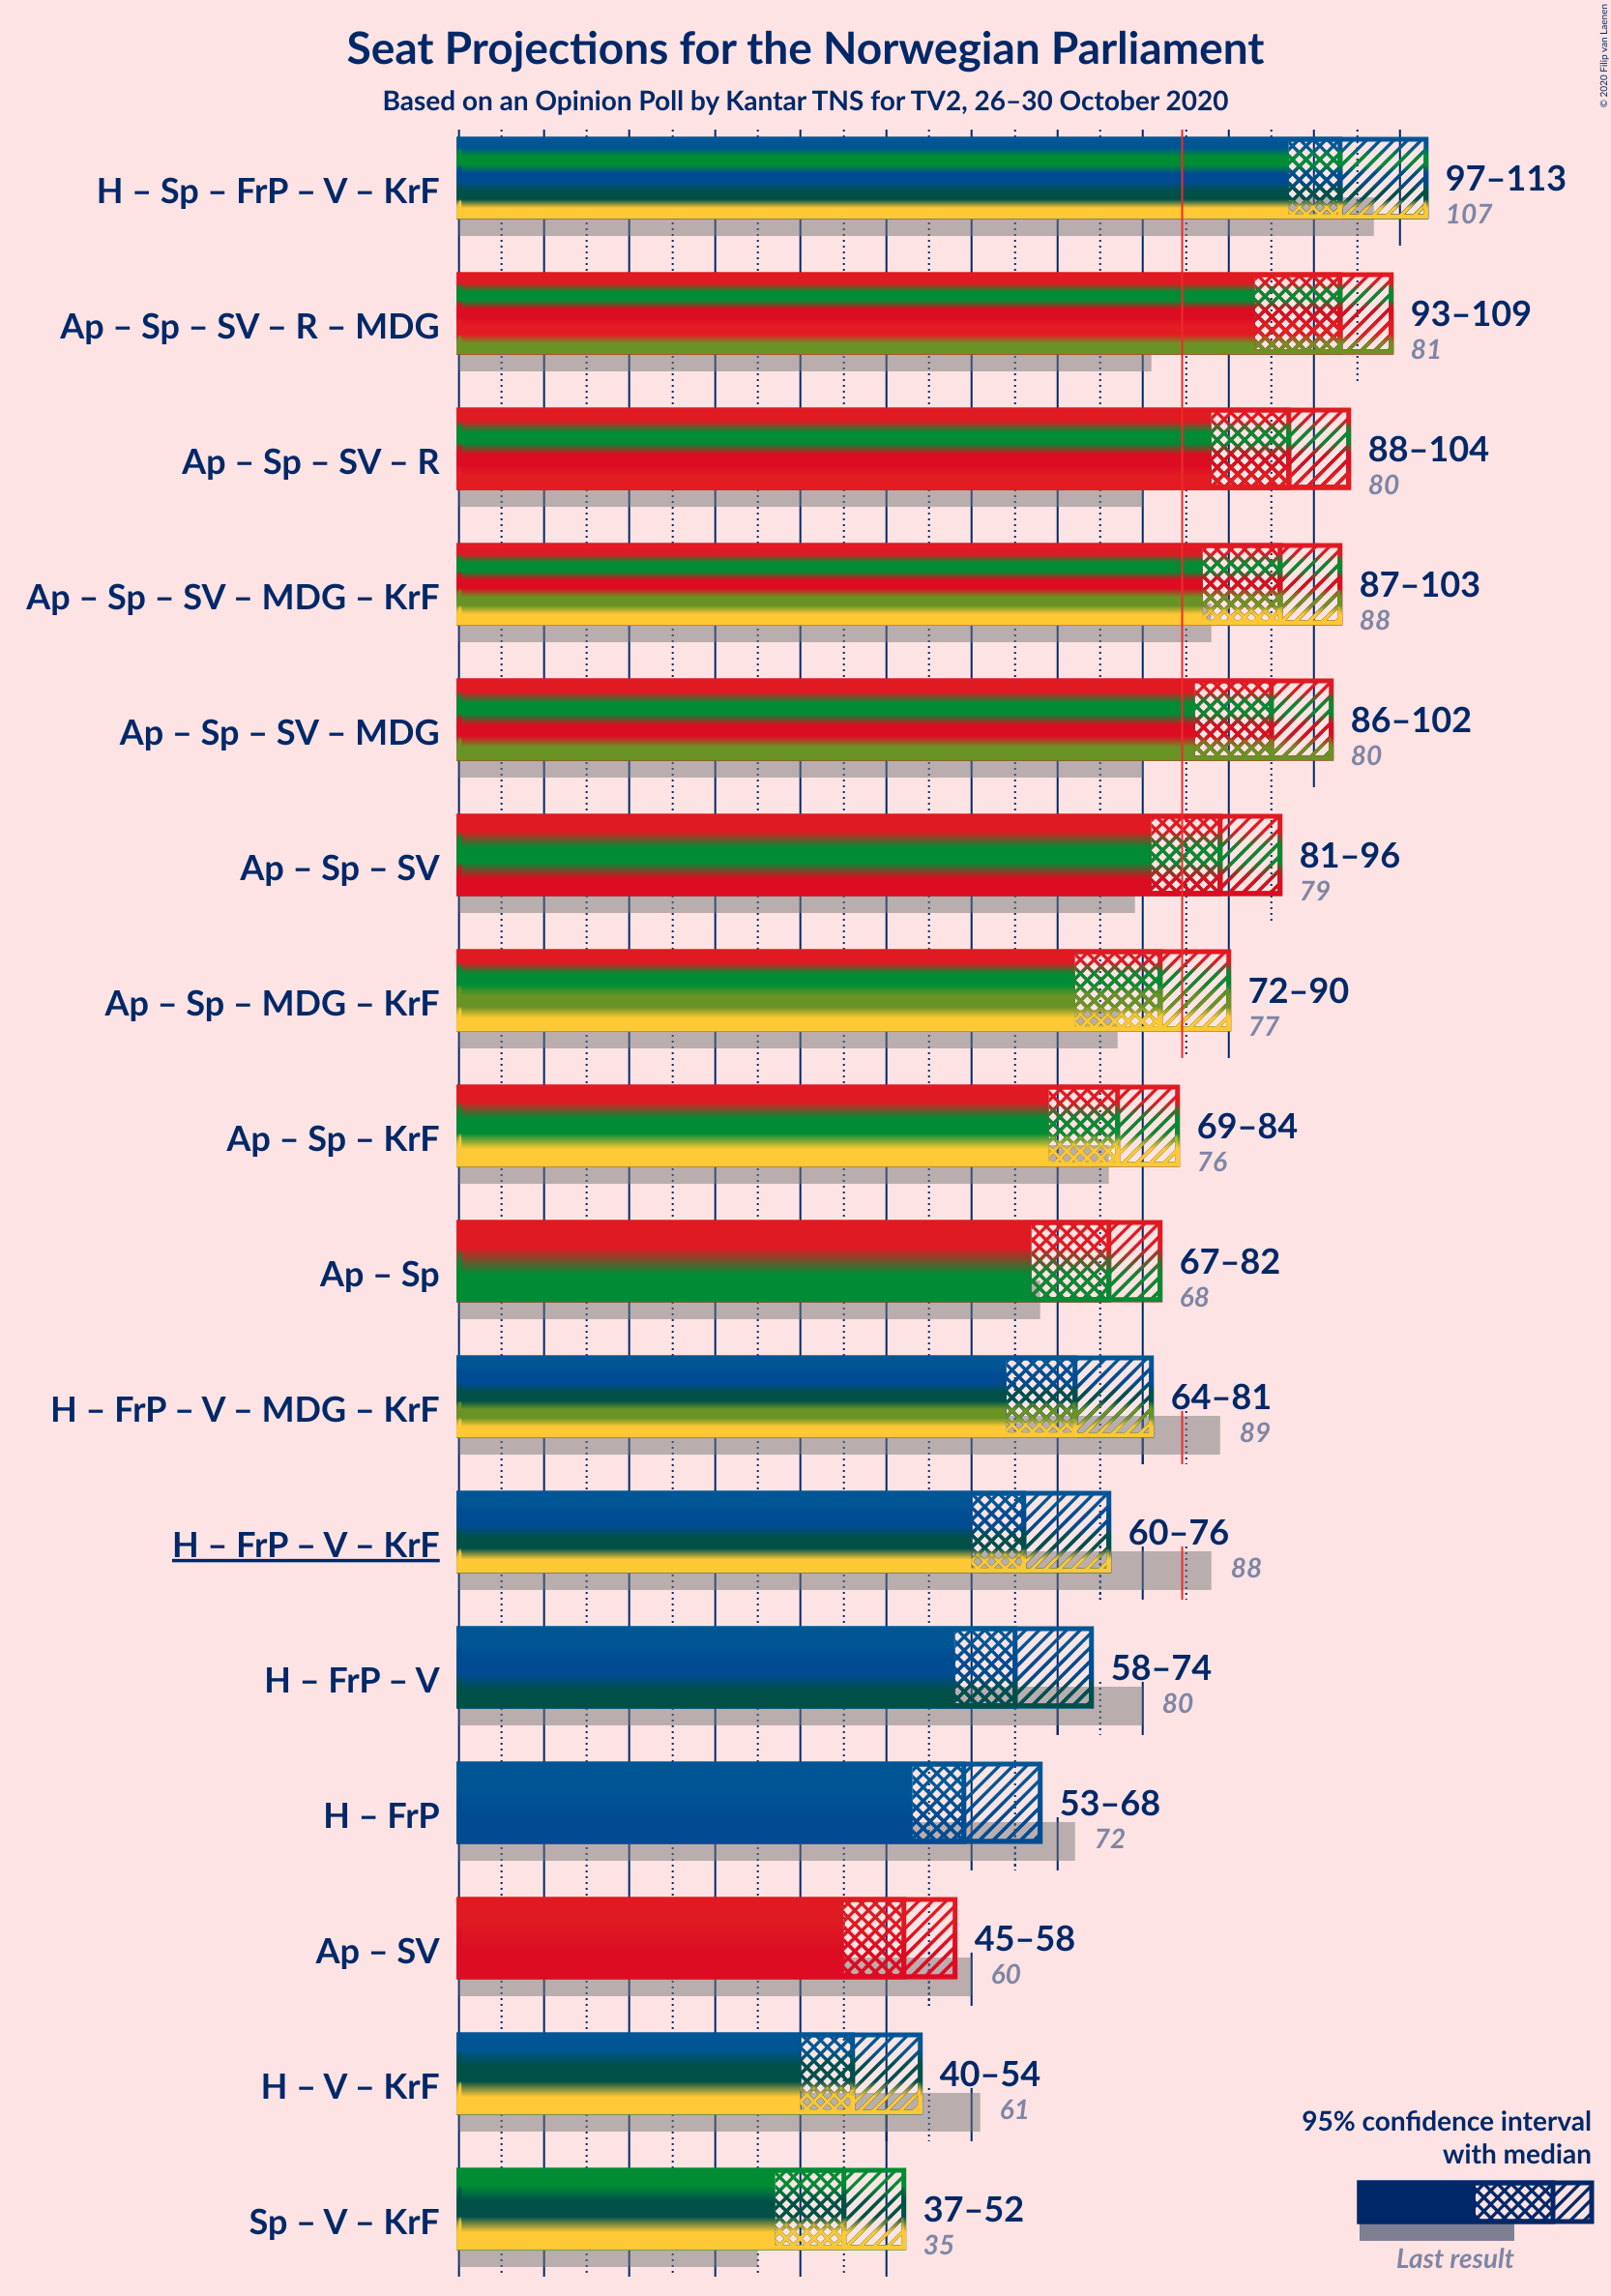 © 2020 Filip van Laenen
Seat Projections for the Norwegian Parliament
Based on an Opinion Poll by Kantar TNS for TV2, 26–30 October 2020
H – Sp – FrP – V – KrF
97–113
107
Ap – Sp – SV – R – MDG
93–109
81
Ap – Sp – SV – R
88–104
80
Ap – Sp – SV – MDG – KrF
87–103
88
Ap – Sp – SV – MDG
86–102
80
Ap – Sp – SV
81–96
79
Ap – Sp – MDG – KrF
72–90
77
Ap – Sp – KrF
69–84
76
Ap – Sp
67–82
68
H – FrP – V – MDG – KrF
64–81
89
H – FrP – V – KrF
60–76
88
H – FrP – V
58–74
80
H – FrP
53–68
72
Ap – SV
45–58
60
H – V – KrF
40–54
61
Sp – V – KrF
37–52
35
95% confidence interval
with median
Last result